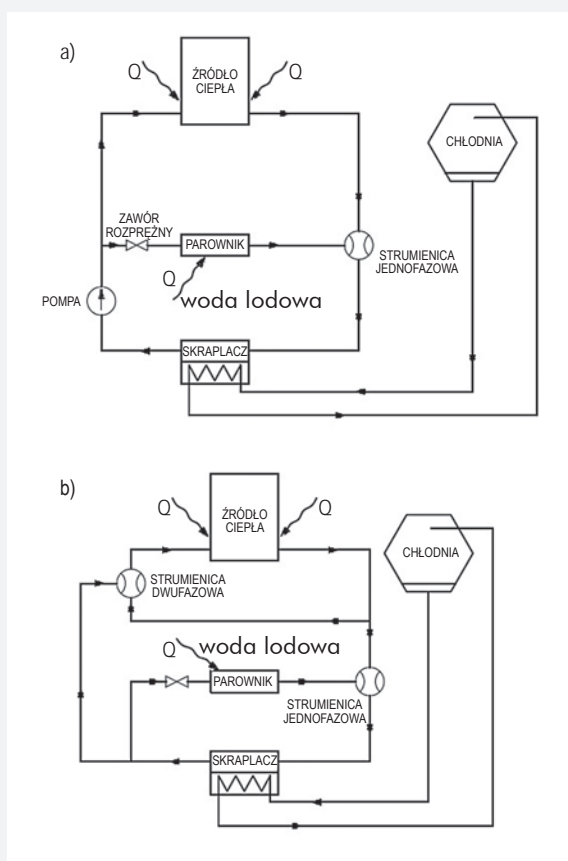 a)
Q
ŹRÓDŁO
CIEPŁA
Q
CHŁODNIA
ZAWÓR
ROZPRĘŻNY
PAROWNIK
STRUMIENICA
JEDNOFAZOWA
Q
woda lodowa
POMPA
SKRAPLACZ
b)
Q
ŹRÓDŁO
CIEPŁA
Q
CHŁODNIA
STRUMIENICA
DWUFAZOWA
Q
woda lodowa
PAROWNIK
STRUMIENICA
JEDNOFAZOWA
SKRAPLACZ